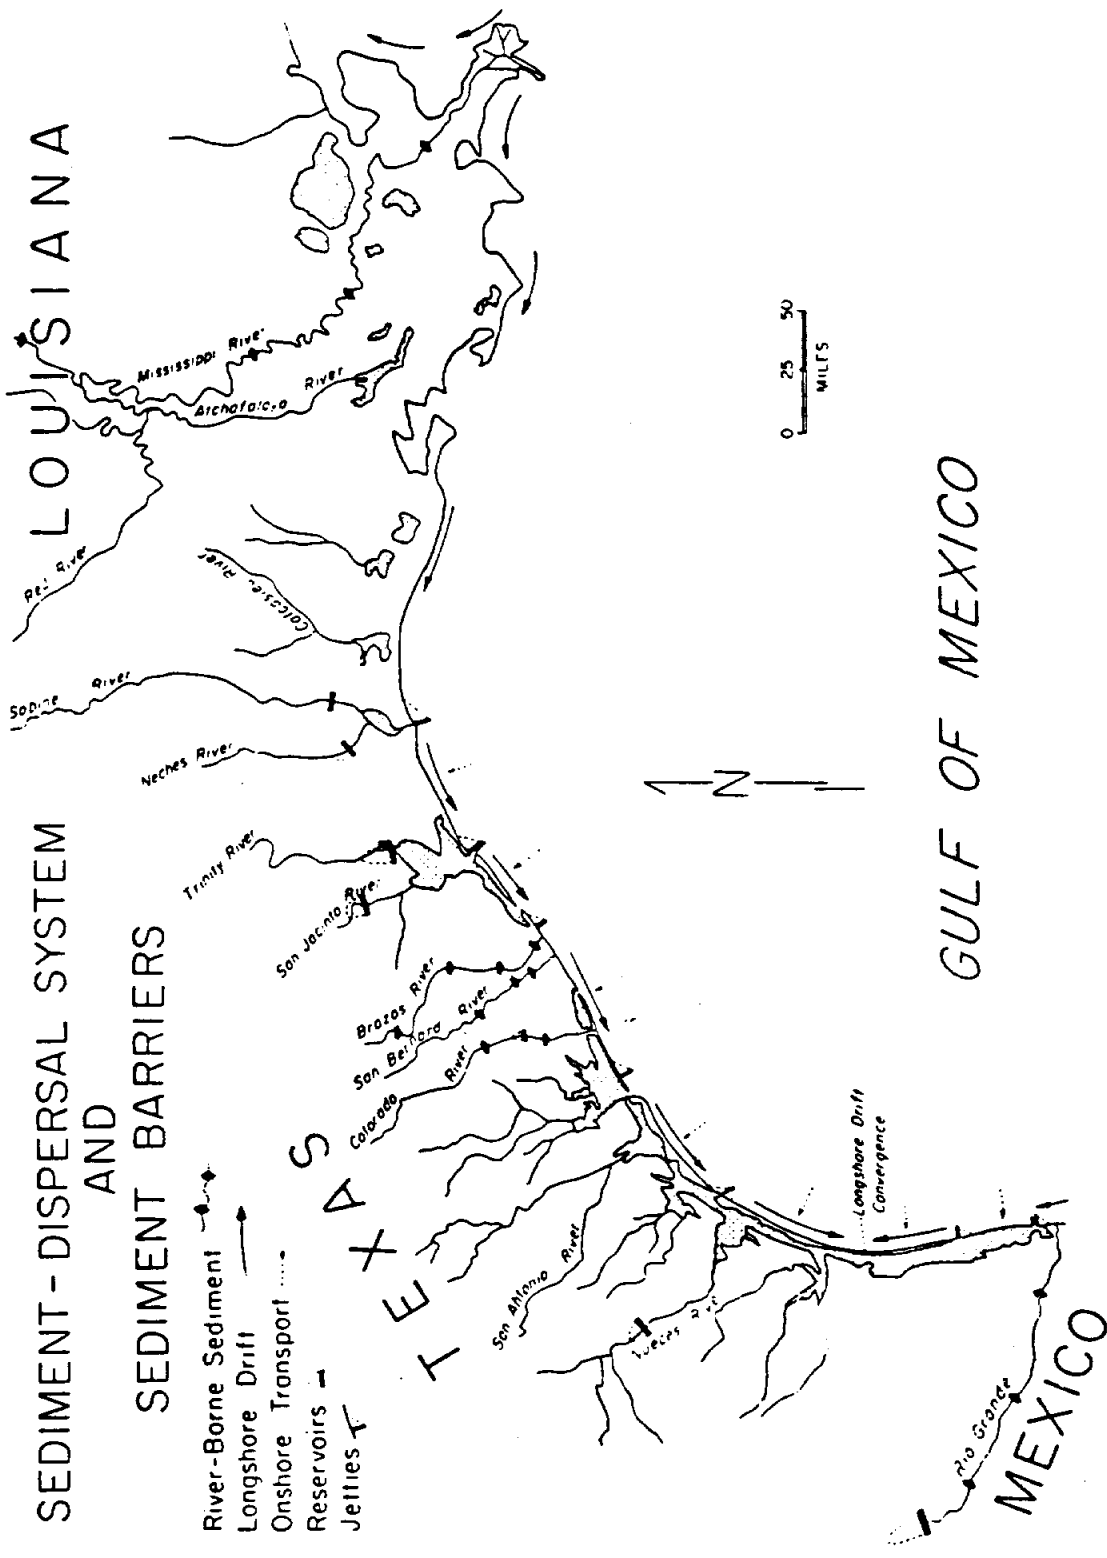 SEDIMENT-DISPERSAL SYSTEM
AND
SEDIMENT BARRIERS
River-Borne Sediment
Longshore Drift
Onshore Transport
Reservoirs
Jetties
LOUISIANA
TEXAS
MEXICO
GULF OF MEXICO
Red River
Mississippi River
Atchafalaya River
Calcasieu River
Sabine River
Neches River
Trinity River
San Jacinto River
Brazos River
San Bernard River
Colorado River
San Antonio River
Nueces River
Rio Grande
Longshore Drift
Convergence
N
0 25 50
MILES